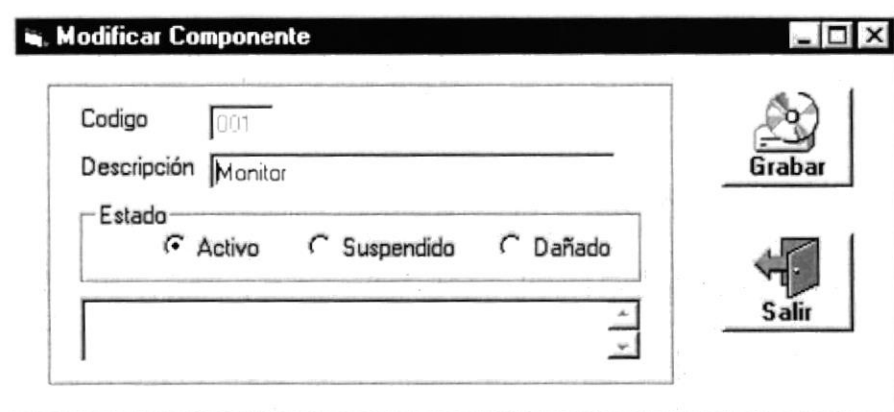 Modificar Componente
Codigo 001
Descripción Monitor
Estado
Activo Suspendido Dañado
Grabar
Salir